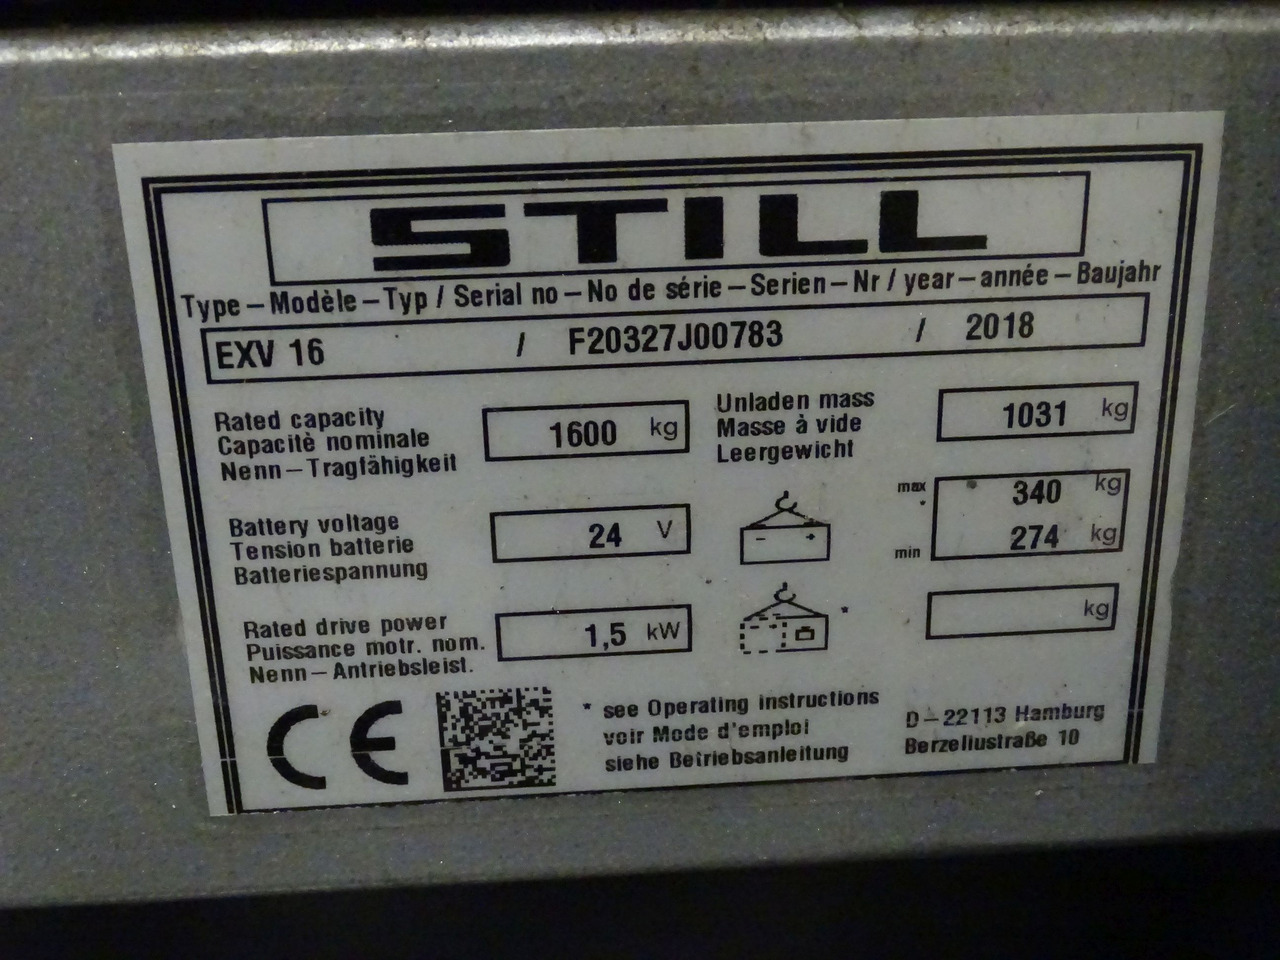 STILL
Type – Modèle – Typ / Serial no – No de série – Serien – Nr / year – année – Baujahr
EXV 16 / F20327J00783 / 2018
Rated capacity
Capacitè nominale
Nenn – Tragfähigkeit
1600 kg
Unladen mass
Masse à vide
Leergewicht
1031 kg
Battery voltage
Tension batterie
Batteriespannung
24 V
- +
max
*
min
340 kg
274 kg
Rated drive power
Puissance motr. nom.
Nenn – Antriebsleist.
1,5 kW
*
kg
CE
* see Operating instructions
voir Mode d'emploi
siehe Betriebsanleitung
D – 22113 Hamburg
Berzeliustraße 10